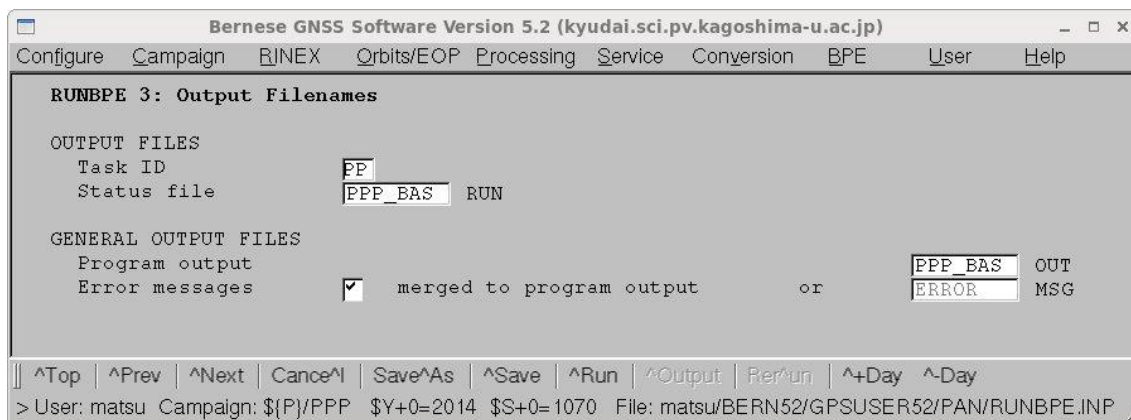 Bernese GNSS Software Version 5.2 (kyudai.sci.pv.kagoshima-u.ac.jp)
Configure Campaign RINEX Orbits/EOP Processing Service Conversion BPE User Help
RUNBPE 3: Output Filenames
OUTPUT FILES
Task ID PP
Status file PPP_BAS RUN
GENERAL OUTPUT FILES
Program output PPP_BAS OUT
Error messages merged to program output or ERROR MSG
^Top | ^Prev | ^Next | Cance^l | Save^As | ^Save | ^Run | ^Output | Rer^un | ^+Day ^-Day
> User: matsu Campaign: ${P}/PPP $Y+0=2014 $S+0=1070 File: matsu/BERN52/GPSUSER52/PAN/RUNBPE.INP